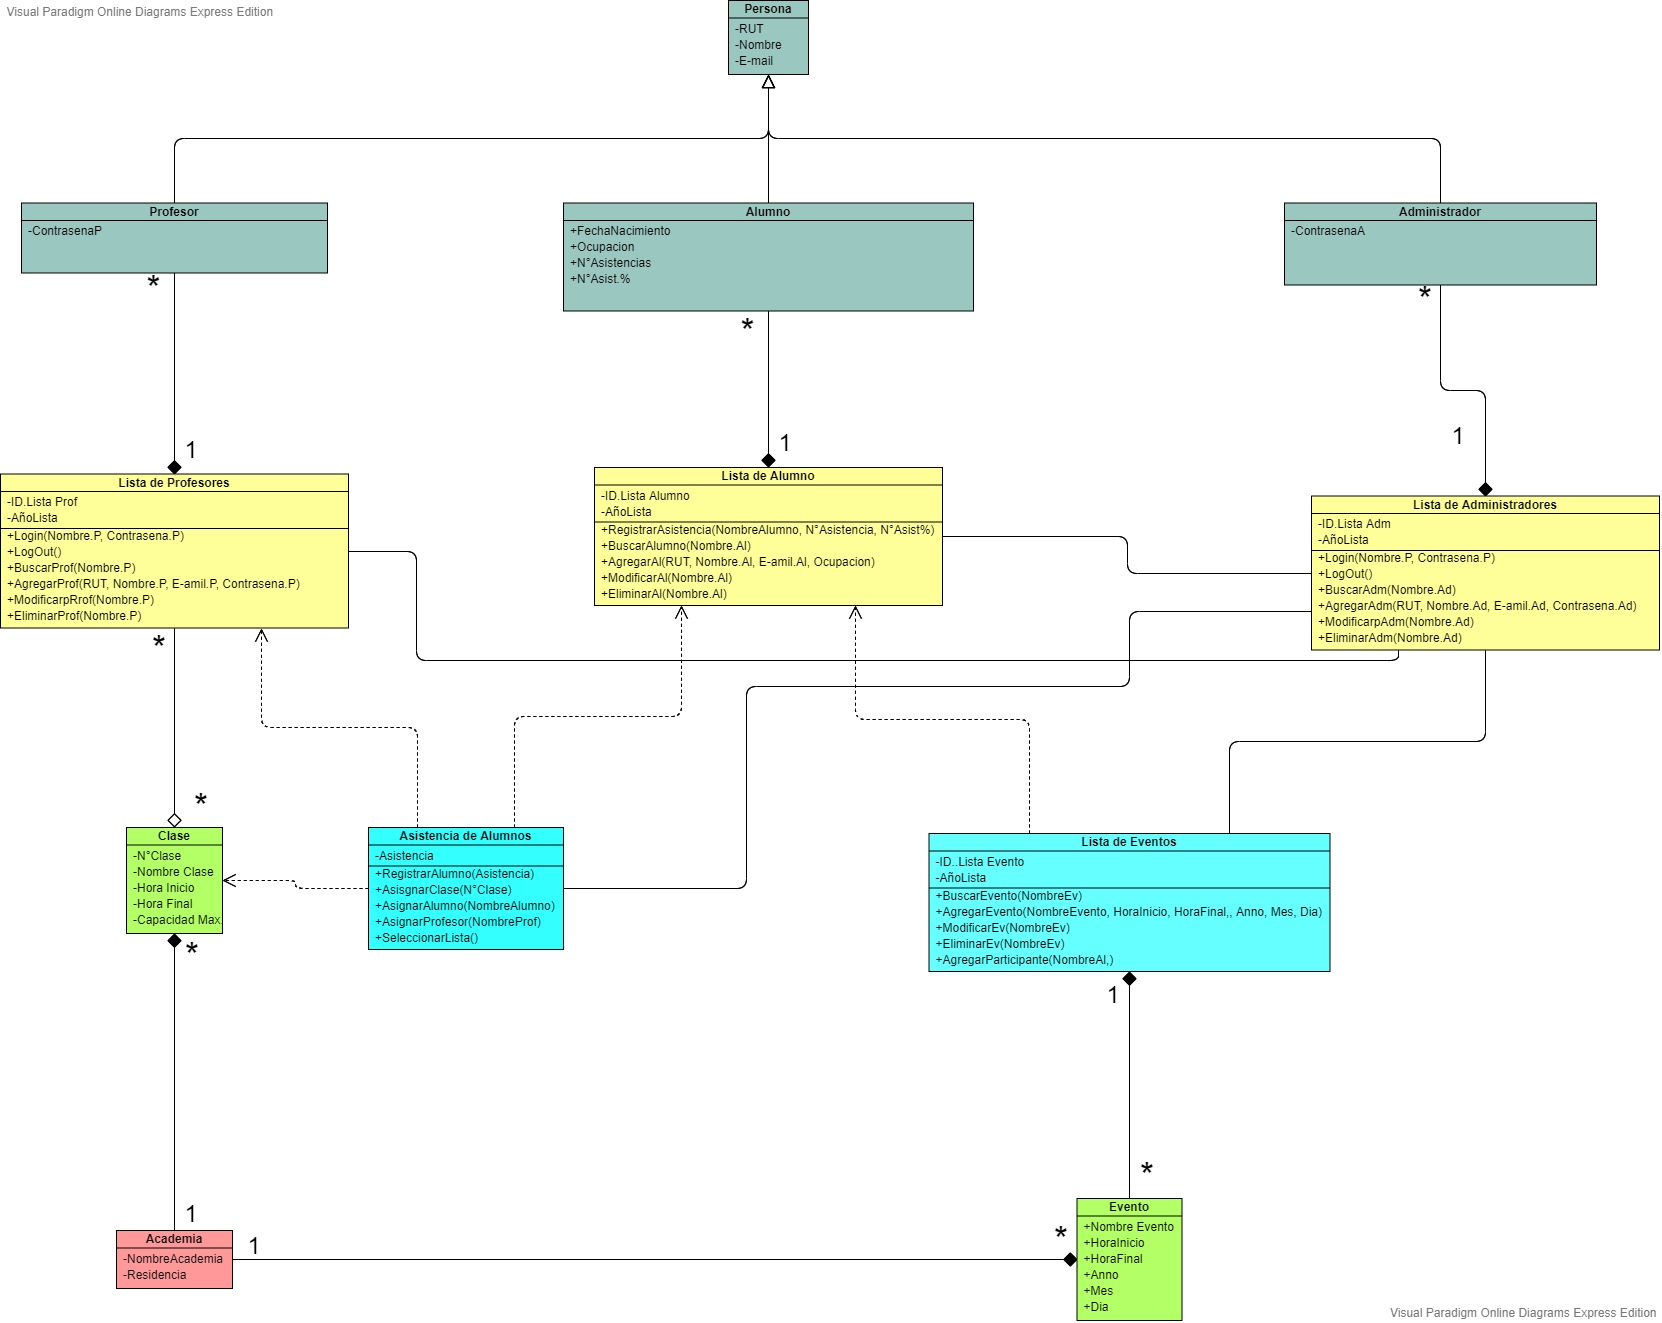 Visual Paradigm Online Diagrams Express Edition
Persona
-RUT
-Nombre
-E-mail
Profesor
-ContrasenaP
*
Alumno
+FechaNacimiento
+Ocupacion
+N°Asistencias
+N°Asist.%
*
Administrador
-ContrasenaA
*
1
Lista de Profesores
-ID.Lista Prof
-AñoLista
+Login(Nombre.P, Contrasena.P)
+LogOut()
+BuscarProf(Nombre.P)
+AgregarProf(RUT, Nombre.P, E-amil.P, Contrasena.P)
+ModificarpRrof(Nombre.P)
+EliminarProf(Nombre.P)
*
1
Lista de Alumno
-ID.Lista Alumno
-AñoLista
+RegistrarAsistencia(NombreAlumno, N°Asistencia, N°Asist%)
+BuscarAlumno(Nombre.Al)
+AgregarAl(RUT, Nombre.Al, E-amil.Al, Ocupacion)
+ModificarAl(Nombre.Al)
+EliminarAl(Nombre.Al)
1
Lista de Administradores
-ID.Lista Adm
-AñoLista
+Login(Nombre.P, Contrasena.P)
+LogOut()
+BuscarAdm(Nombre.Ad)
+AgregarAdm(RUT, Nombre.Ad, E-amil.Ad, Contrasena.Ad)
+ModificarpAdm(Nombre.Ad)
+EliminarAdm(Nombre.Ad)
*
Clase
-N°Clase
-Nombre Clase
-Hora Inicio
-Hora Final
-Capacidad Max.
*
Asistencia de Alumnos
-Asistencia
+RegistrarAlumno(Asistencia)
+AsisgnarClase(N°Clase)
+AsignarAlumno(NombreAlumno)
+AsignarProfesor(NombreProf)
+SeleccionarLista()
Lista de Eventos
-ID..Lista Evento
-AñoLista
+BuscarEvento(NombreEv)
+AgregarEvento(NombreEvento, HoraInicio, HoraFinal,, Anno, Mes, Dia)
+ModificarEv(NombreEv)
+EliminarEv(NombreEv)
+AgregarParticipante(NombreAl,)
1
*
1
Academia
-NombreAcademia
-Residencia
1
*
Evento
+Nombre Evento
+HoraInicio
+HoraFinal
+Anno
+Mes
+Dia
Visual Paradigm Online Diagrams Express Edition